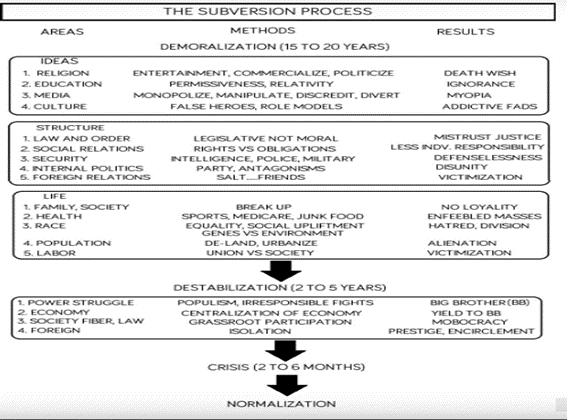 THE SUBVERSION PROCESS
AREAS METHODS RESULTS
DEMORALIZATION (15 TO 20 YEARS)
IDEAS
1. RELIGION ENTERTAINMENT, COMMERCIALIZE, POLITICIZE DEATH WISH
2. EDUCATION PERMISSIVENESS, RELATIVITY IGNORANCE
3. MEDIA MONOPOLIZE, MANIPULATE, DISCREDIT, DIVERT MYOPIA
4. CULTURE FALSE HEROES, ROLE MODELS ADDICTIVE FADS
STRUCTURE
1. LAW AND ORDER LEGISLATIVE NOT MORAL MISTRUST JUSTICE
2. SOCIAL RELATIONS RIGHTS VS OBLIGATIONS LESS INDV. RESPONSIBILITY
3. SECURITY INTELLIGENCE, POLICE, MILITARY DEFENSELESSNESS
4. INTERNAL POLITICS PARTY, ANTAGONISMS DISUNITY
5. FOREIGN RELATIONS SALT.....FRIENDS VICTIMIZATION
LIFE
1. FAMILY, SOCIETY BREAK UP NO LOYALITY
2. HEALTH SPORTS, MEDICARE, JUNK FOOD ENFEEBLED MASSES
3. RACE EQUALITY, SOCIAL UPLIFTMENT HATRED, DIVISION
GENES VS ENVIRONMENT
4. POPULATION DE-LAND, URBANIZE ALIENATION
5. LABOR UNION VS SOCIETY VICTIMIZATION
DESTABILIZATION (2 TO 5 YEARS)
1. POWER STRUGGLE POPULISM, IRRESPONSIBLE FIGHTS BIG BROTHER(BB)
2. ECONOMY CENTRALIZATION OF ECONOMY YIELD TO BB
3. SOCIETY FIBER, LAW GRASSROOT PARTICIPATION MOBOCRACY
4. FOREIGN ISOLATION PRESTIGE, ENCIRCLEMENT
CRISIS (2 TO 6 MONTHS)
NORMALIZATION